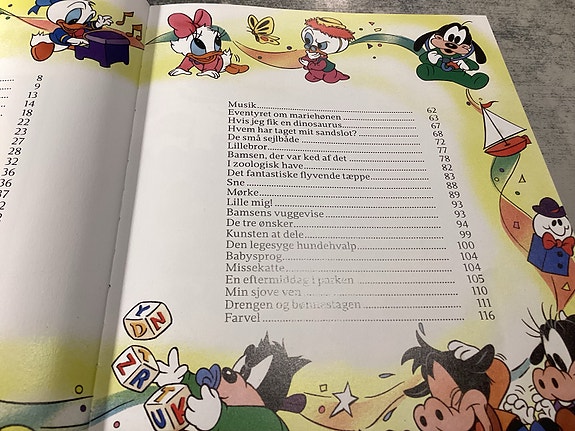 8
9
13
14
18
22
23
27
28
32
36
37
Musik 62
Eventyret om mariehønen 63
Hvis jeg fik en dinosaurus 67
Hvem har taget mit sandslot? 68
De små sejlbåde 72
Lillebror 77
Bamsen, der var ked af det 78
I zoologisk have 82
Det fantastiske flyvende tæppe 83
Sne 88
Mørke 89
Lille mig! 93
Bamsens vuggevise 93
De tre ønsker 94
Kunsten at dele 99
Den legesyge hundehvalp 100
Babysprog 104
Missekatte 104
En eftermiddag i parken 105
Min sjove ven 110
Drengen og bønnestagen 111
Farvel 116
Y
D N
Z R T
U K